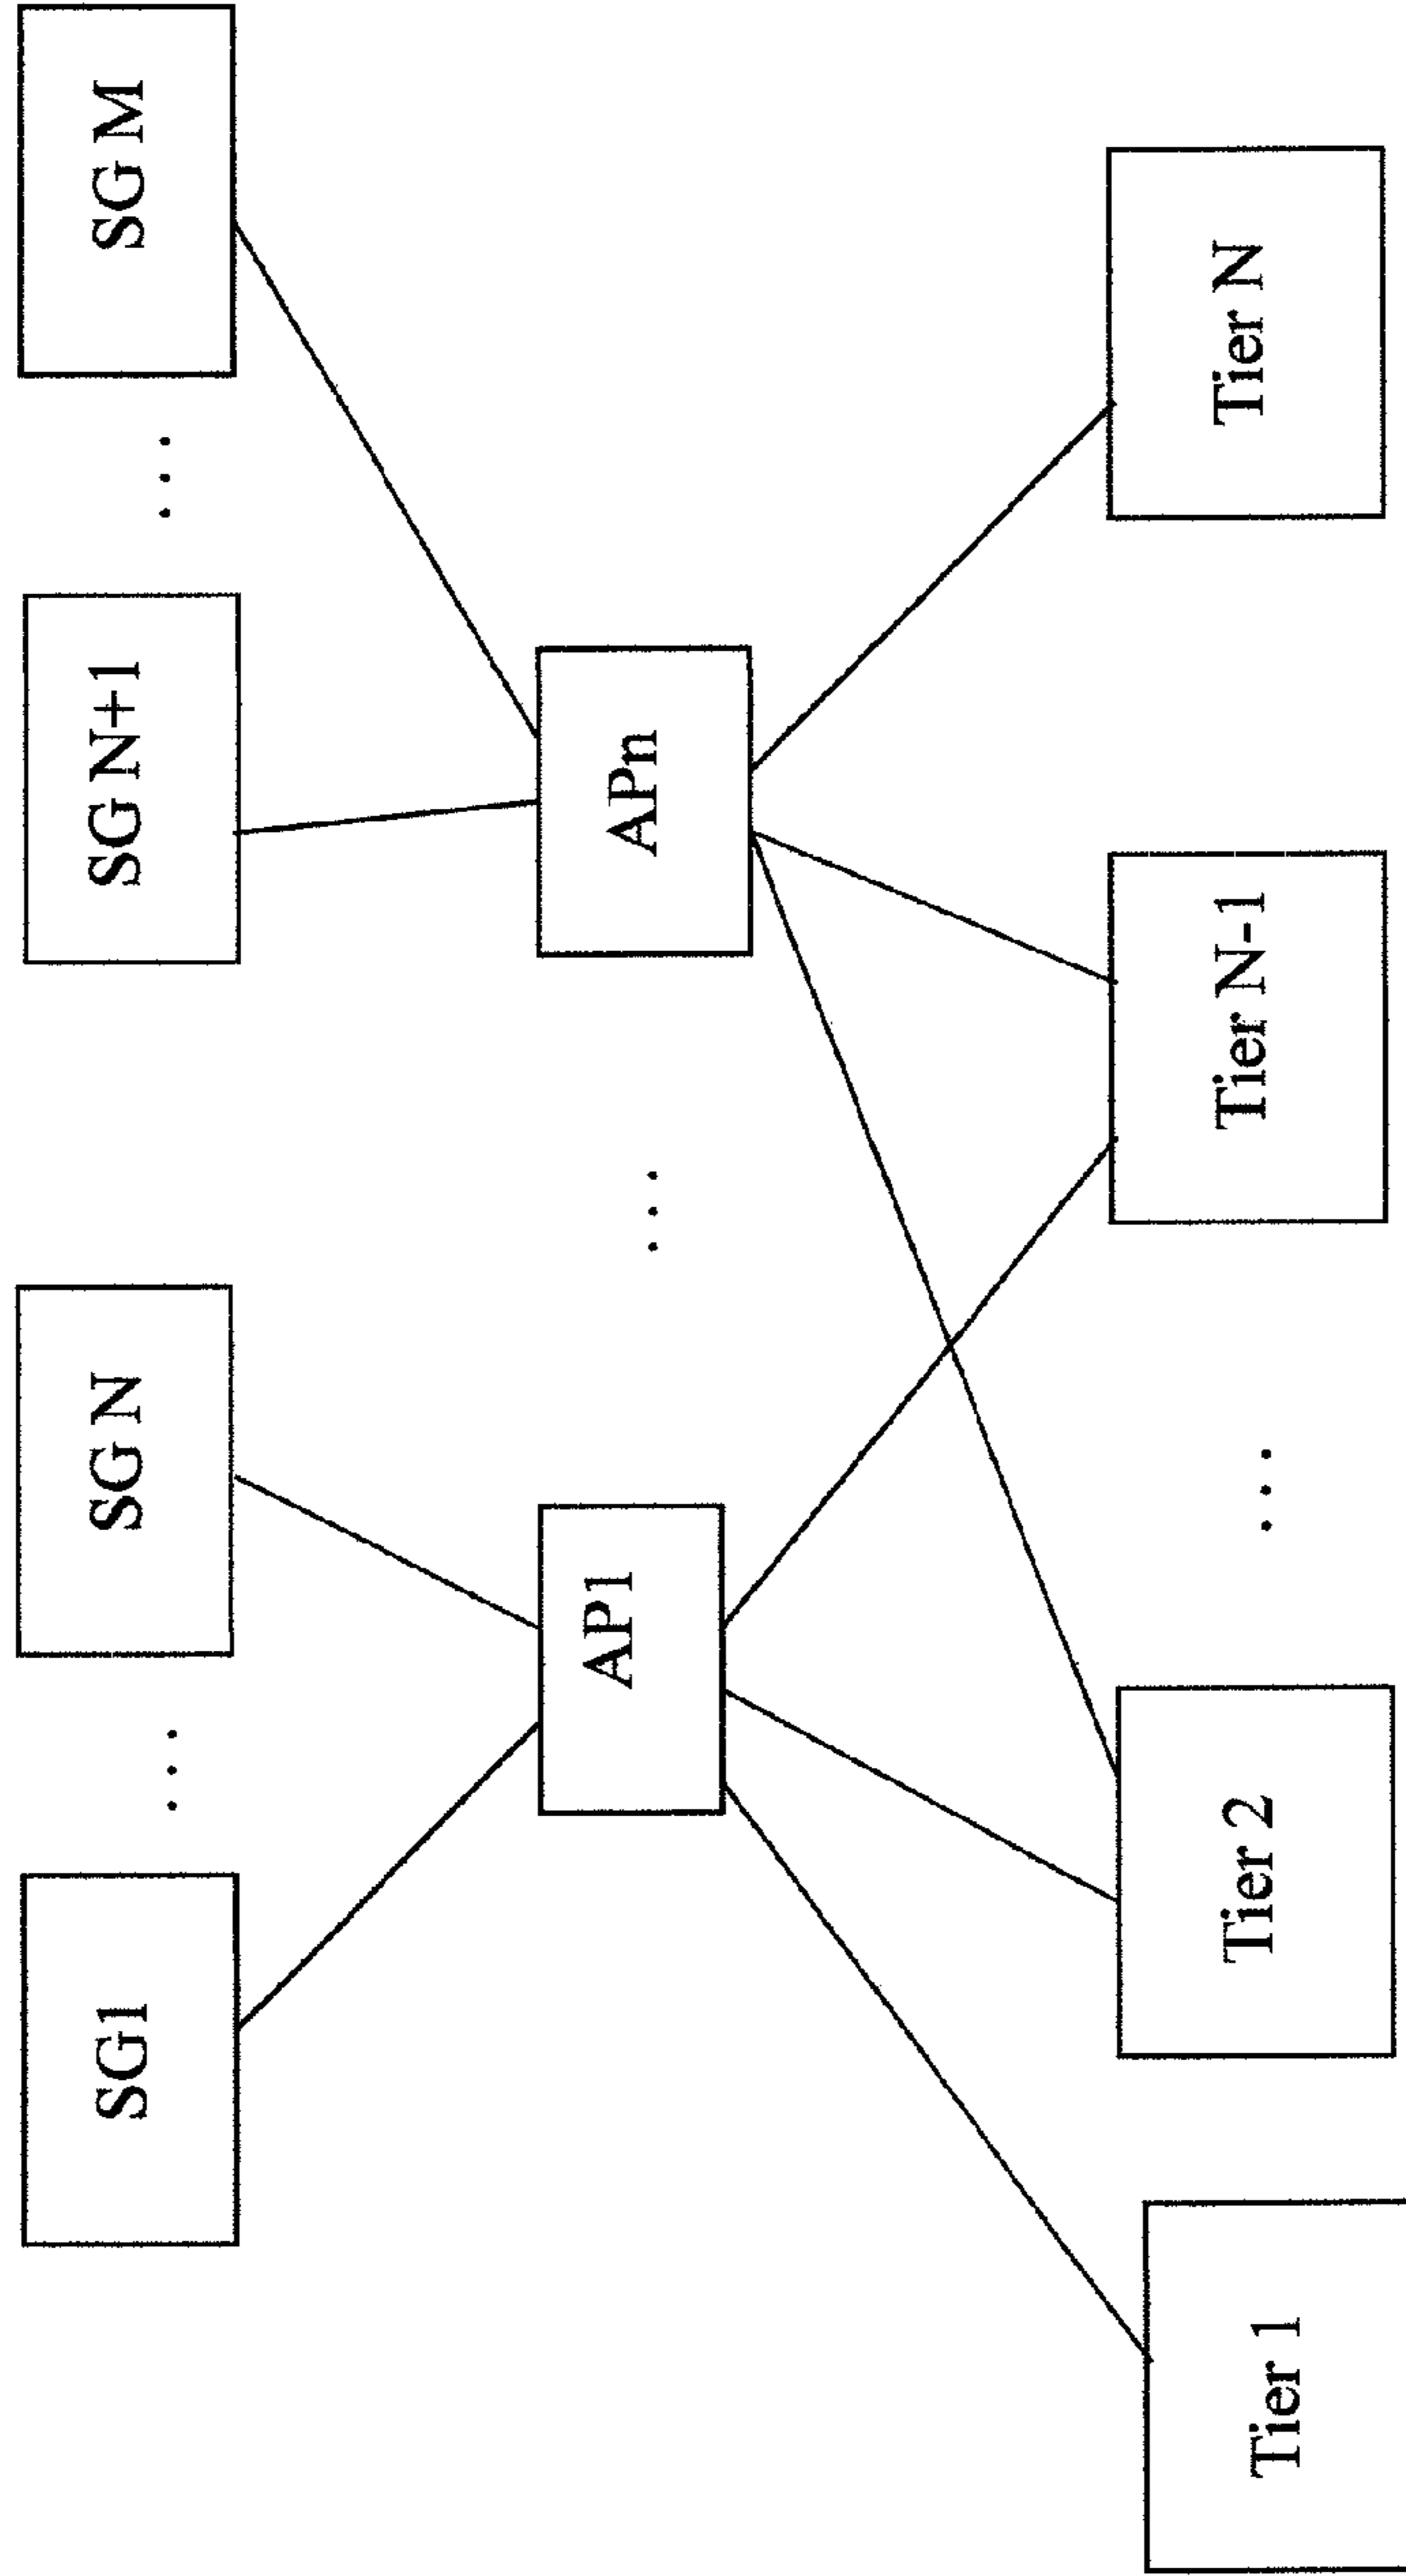 SG1
...
SG N
SG N+1
...
SG M
AP1
...
APn
Tier 1
Tier 2
...
Tier N-1
Tier N